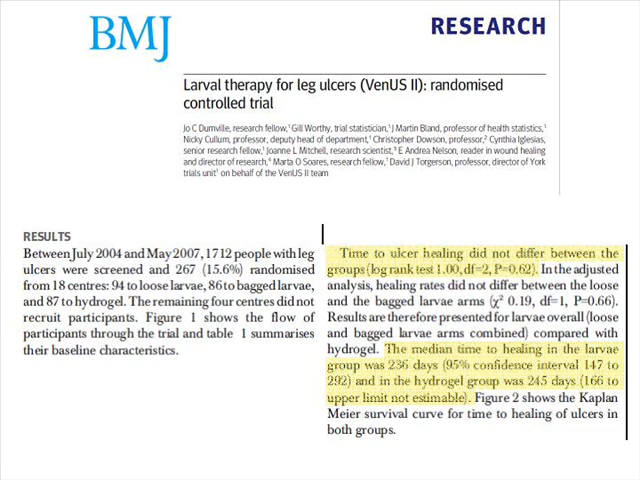 BMJ
RESEARCH
Larval therapy for leg ulcers (VenUS II): randomised
controlled trial
Jo C Dumville, research fellow,¹ Gill Worthy, trial statistician,¹ J Martin Bland, professor of health statistics,¹
Nicky Cullum, professor, deputy head of department,¹ Christopher Dowson, professor,² Cynthia Iglesias,
senior research fellow,¹ Joanne L Mitchell, research scientist,³ E Andrea Nelson, reader in wound healing
and director of research,⁴ Marta O Soares, research fellow,¹ David J Torgerson, professor, director of York
trials unit¹ on behalf of the VenUS II team
RESULTS
Between July 2004 and May 2007, 1712 people with leg
ulcers were screened and 267 (15.6%) randomised
from 18 centres: 94 to loose larvae, 86 to bagged larvae,
and 87 to hydrogel. The remaining four centres did not
recruit participants. Figure 1 shows the flow of
participants through the trial and table 1 summarises
their baseline characteristics.
Time to ulcer healing did not differ between the
groups (log rank test 1.00, df=2, P=0.62). In the adjusted
analysis, healing rates did not differ between the loose
and the bagged larvae arms (χ² 0.19, df=1, P=0.66).
Results are therefore presented for larvae overall (loose
and bagged larvae arms combined) compared with
hydrogel. The median time to healing in the larvae
group was 236 days (95% confidence interval 147 to
292) and in the hydrogel group was 245 days (166 to
upper limit not estimable). Figure 2 shows the Kaplan
Meier survival curve for time to healing of ulcers in
both groups.